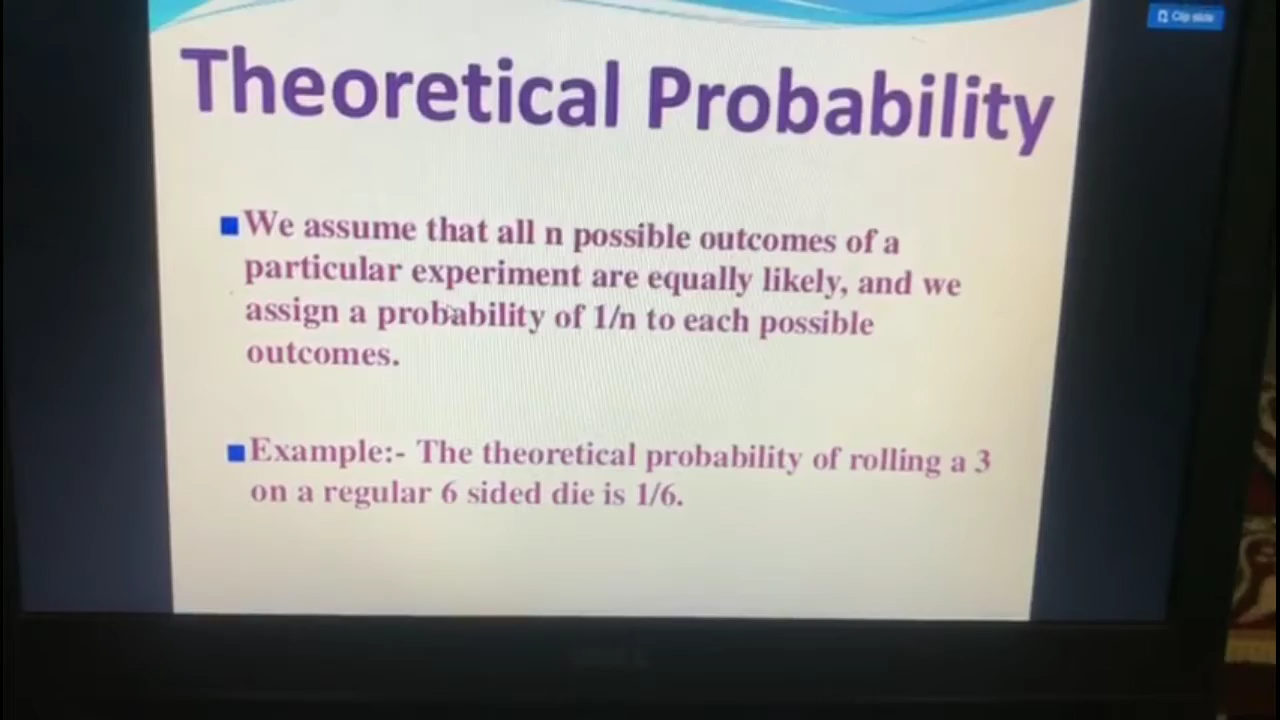 Clip slide
Theoretical Probability
We assume that all n possible outcomes of a
particular experiment are equally likely, and we
assign a probability of 1/n to each possible
outcomes.
Example:- The theoretical probability of rolling a 3
on a regular 6 sided die is 1/6.